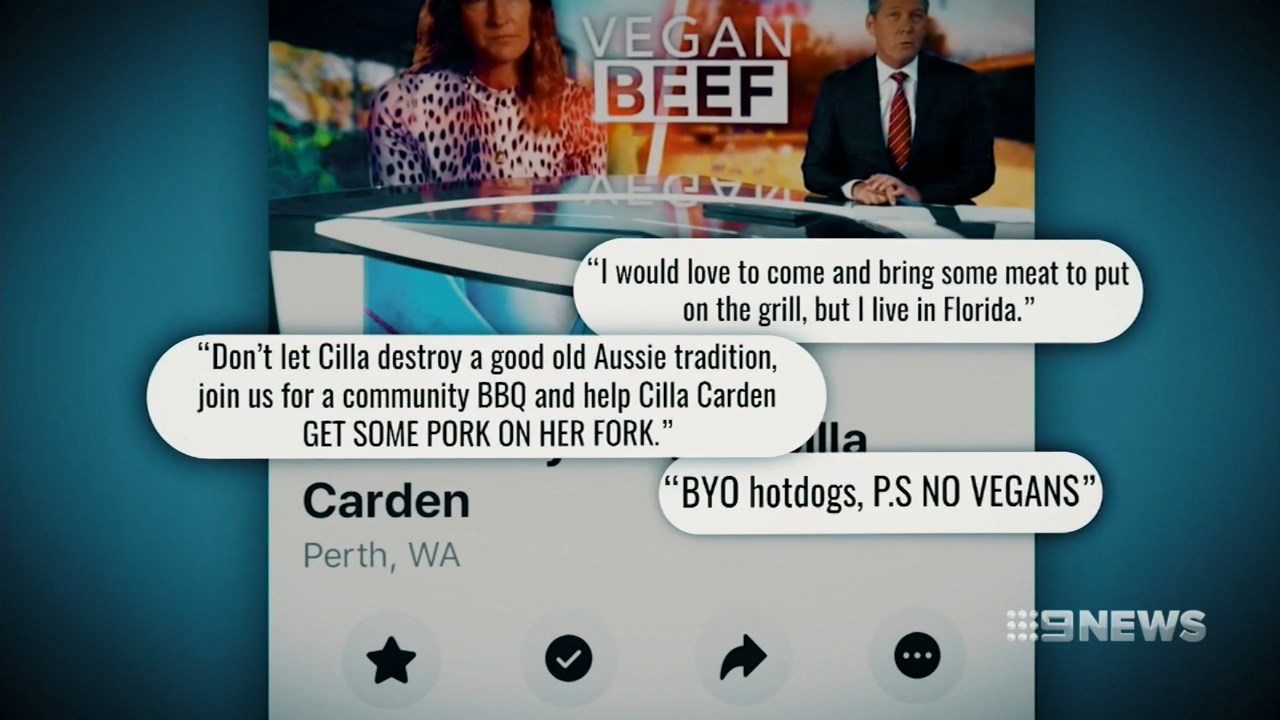 VEGAN
BEEF
“I would love to come and bring some meat to put
on the grill, but I live in Florida.”
“Don’t let Cilla destroy a good old Aussie tradition,
join us for a community BBQ and help Cilla Carden
GET SOME PORK ON HER FORK.”
Carden
“BYO hotdogs, P.S NO VEGANS”
Perth, WA
9NEWS